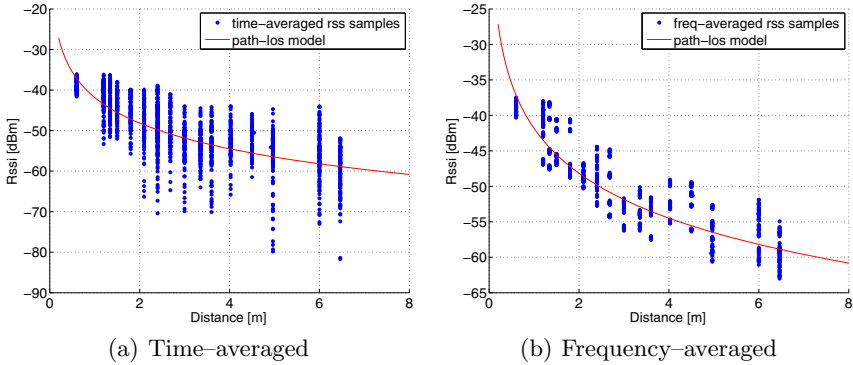 time-averaged rss samples
path-los model
Rssi [dBm]
-20
-30
-40
-50
-60
-70
-80
-90
0 2 4 6 8
Distance [m]
(a) Time-averaged
freq-averaged rss samples
path-los model
Rssi [dBm]
-25
-30
-35
-40
-45
-50
-55
-60
-65
0 2 4 6 8
Distance [m]
(b) Frequency-averaged